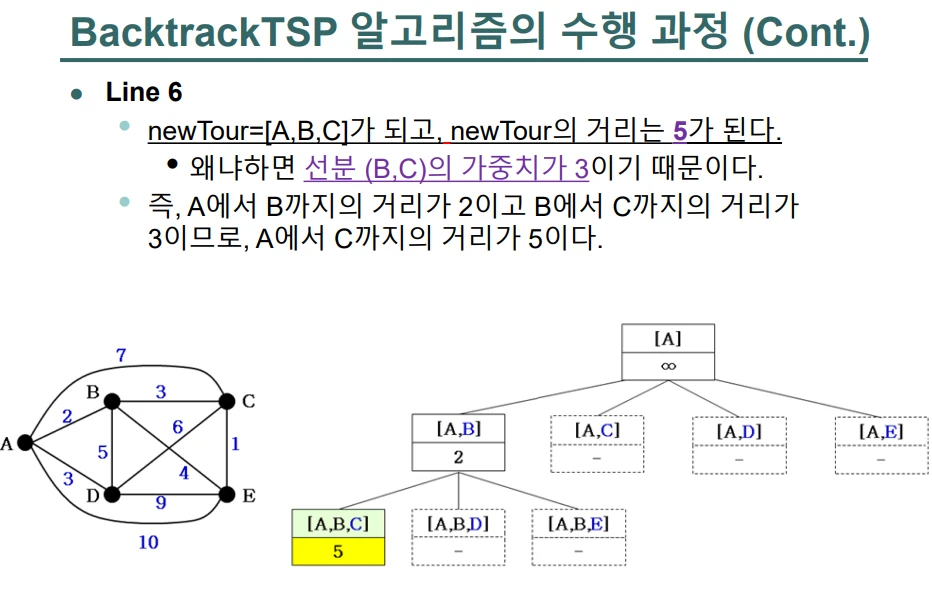 BacktrackTSP 알고리즘의 수행 과정 (Cont.)
Line 6
newTour=[A,B,C]가 되고, newTour의 거리는 5가 된다.
왜냐하면 선분 (B,C)의 가중치가 3이기 때문이다.
즉, A에서 B까지의 거리가 2이고 B에서 C까지의 거리가
3이므로, A에서 C까지의 거리가 5이다.
7
B 3 C
2 6
A 5 1
4
3
D 9 E
10
[A]
∞
[A,B] [A,C] [A,D] [A,E]
2 – – –
[A,B,C] [A,B,D] [A,B,E]
5 – –